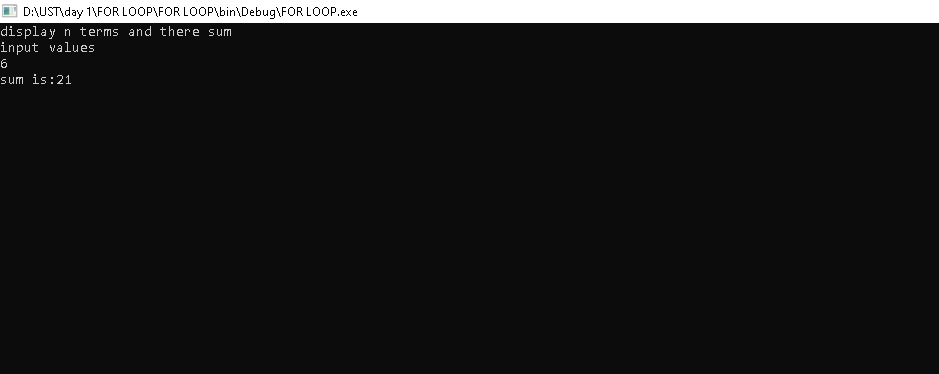 D:\UST\day 1\FOR LOOP\FOR LOOP\bin\Debug\FOR LOOP.exe
display n terms and there sum
input values
6
sum is:21